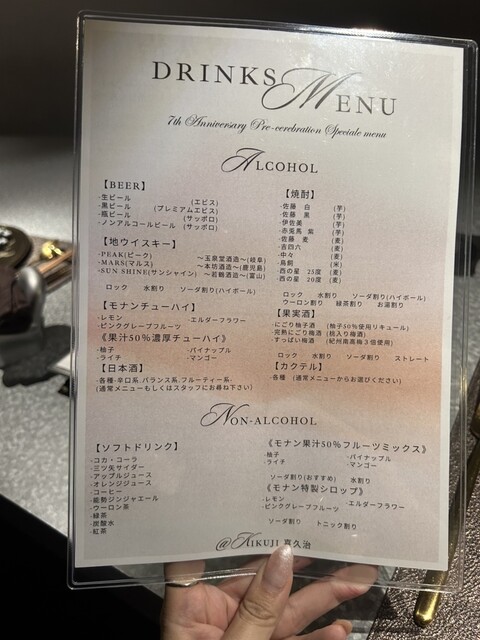 DRINKS MENU
7th Anniversary Pre-cerebration Speciale menu
ALCOHOL
【BEER】
・生ビール (エビス)
・黒ビール (プレミアムエビス)
・瓶ビール (サッポロ)
・ノンアルコールビール (サッポロ)
【地ウイスキー】
・PEAK(ピーク) 〜玉泉堂酒造〜(岐阜)
・MARS(マルス) 〜本坊酒造〜(鹿児島)
・SUN SHINE(サンシャイン) 〜若鶴酒造〜(富山)
ロック 水割り ソーダ割り(ハイボール)
【モナンチューハイ】
・レモン ・エルダーフラワー
・ピンクグレープフルーツ
《果汁50%濃厚チューハイ》
・柚子 ・パイナップル
・ライチ ・マンゴー
【日本酒】
・各種-辛口系.バランス系.フルーティー系-
(通常メニューもしくはスタッフにお尋ね下さい)
【焼酎】
・佐藤 白 (芋)
・佐藤 黒 (芋)
・伊佐美 (芋)
・赤兎馬 紫 (芋)
・佐藤 麦 (麦)
・吉四六 (麦)
・中々 (麦)
・鳥飼 (米)
・西の星 25度 (麦)
・西の星 20度 (麦)
ロック 水割り ソーダ割り(ハイボール)
ウーロン割り 緑茶割り お湯割り
【果実酒】
・にごり柚子酒 (柚子50%使用リキュール)
・完熟にごり梅酒 (桃入り梅酒)
・すっぱい梅酒 (紀州南高梅3倍使用)
ロック 水割り ソーダ割り ストレート
【カクテル】
・各種 (通常メニューからお選びください)
NON-ALCOHOL
【ソフトドリンク】
・コカ・コーラ
・三ツ矢サイダー
・アップルジュース
・オレンジジュース
・コーヒー
・能勢ジンジャエール
・ウーロン茶
・緑茶
・炭酸水
・紅茶
《モナン果汁50%フルーツミックス》
・柚子 ・パイナップル
・ライチ ・マンゴー
ソーダ割り(おすすめ) 水割り
《モナン特製シロップ》
・レモン ・エルダーフラワー
・ピンクグレープフルーツ
ソーダ割り トニック割り
@KIKUJI 喜久治